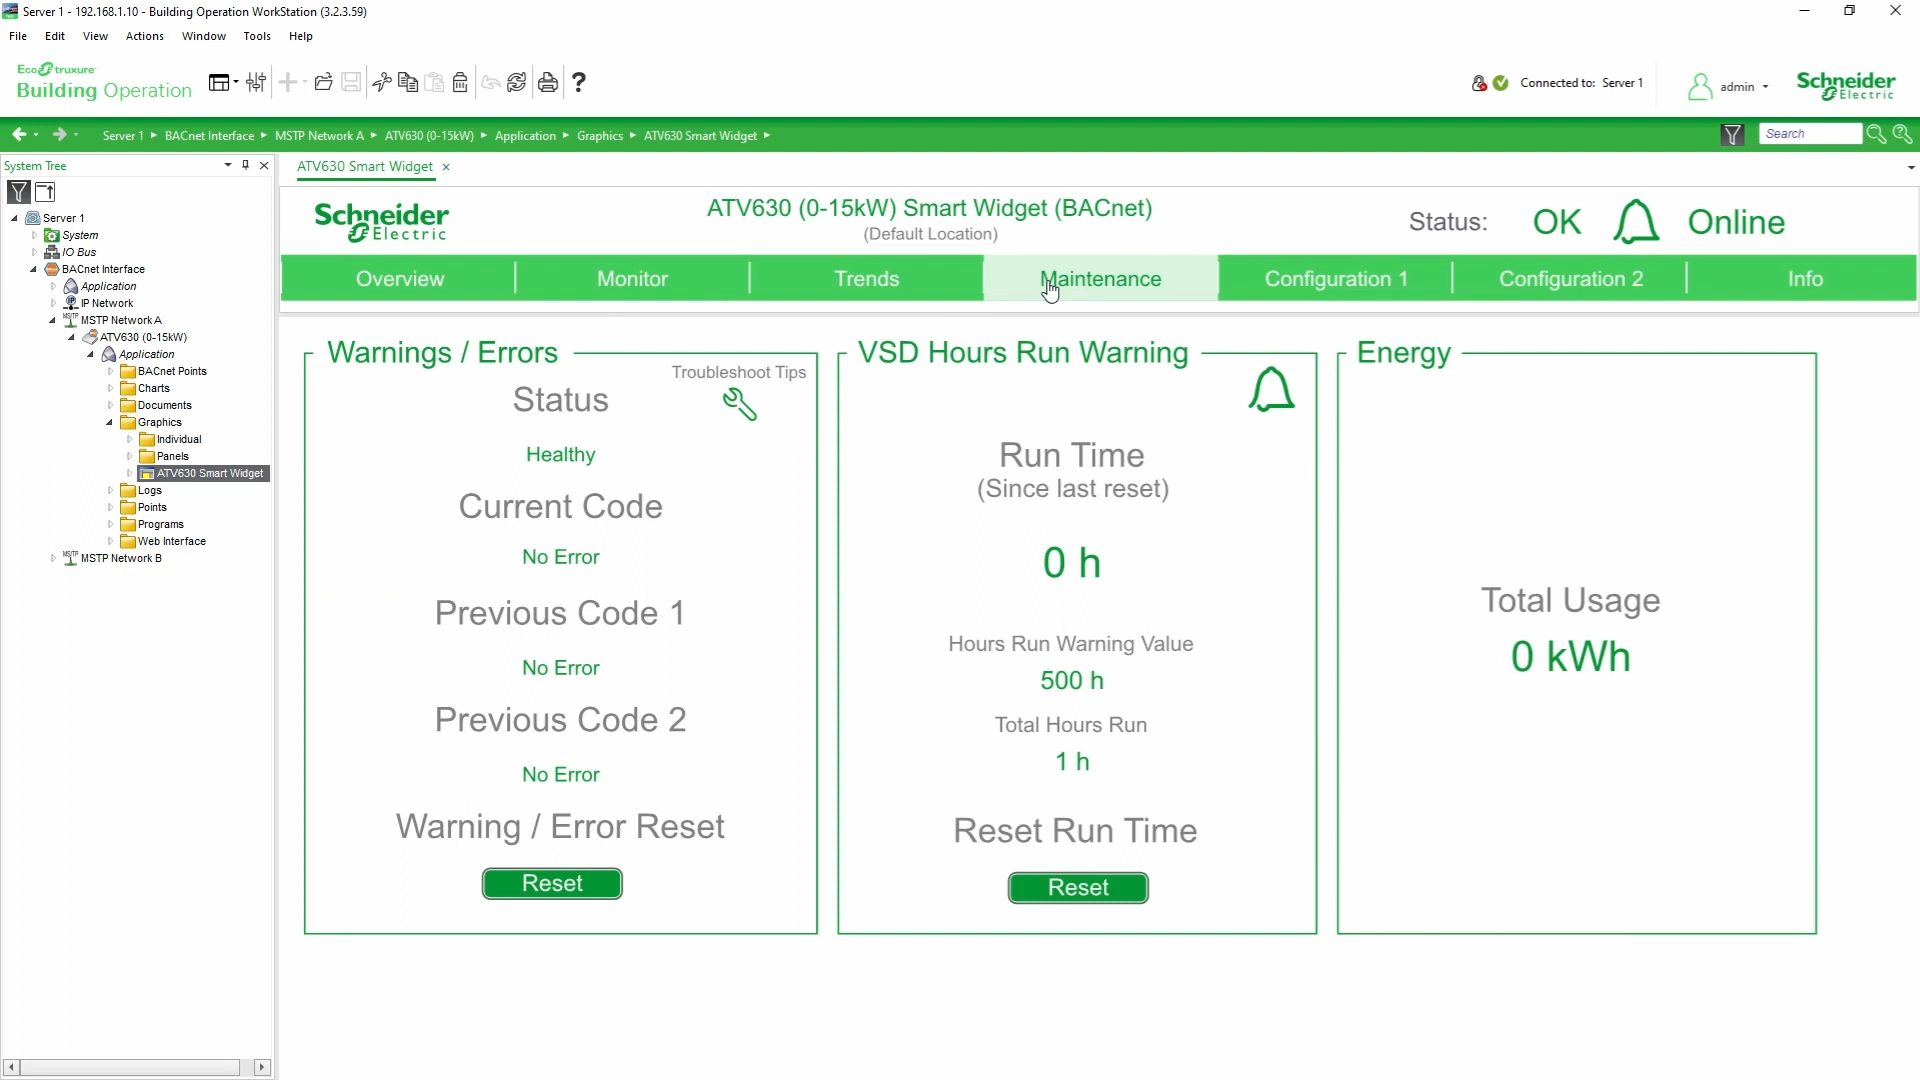 Server 1 - 192.168.1.10 - Building Operation WorkStation (3.2.3.59)
File Edit View Actions Window Tools Help
EcoStruxure
Building Operation
?
Connected to: Server 1
admin
Schneider
Electric
Server 1 BACnet Interface MSTP Network A ATV630 (0-15kW) Application Graphics ATV630 Smart Widget
Search
System Tree
Server 1
System
IO Bus
BACnet Interface
Application
IP Network
MSTP Network A
ATV630 (0-15kW)
Application
BACnet Points
Charts
Documents
Graphics
Individual
Panels
ATV630 Smart Widget
Logs
Points
Programs
Web Interface
MSTP Network B
ATV630 Smart Widget
Schneider
Electric
ATV630 (0-15kW) Smart Widget (BACnet)
(Default Location)
Status: OK Online
Overview Monitor Trends Maintenance Configuration 1 Configuration 2 Info
Warnings / Errors
Troubleshoot Tips
Status
Healthy
Current Code
No Error
Previous Code 1
No Error
Previous Code 2
No Error
Warning / Error Reset
Reset
VSD Hours Run Warning
Run Time
(Since last reset)
0 h
Hours Run Warning Value
500 h
Total Hours Run
1 h
Reset Run Time
Reset
Energy
Total Usage
0 kWh